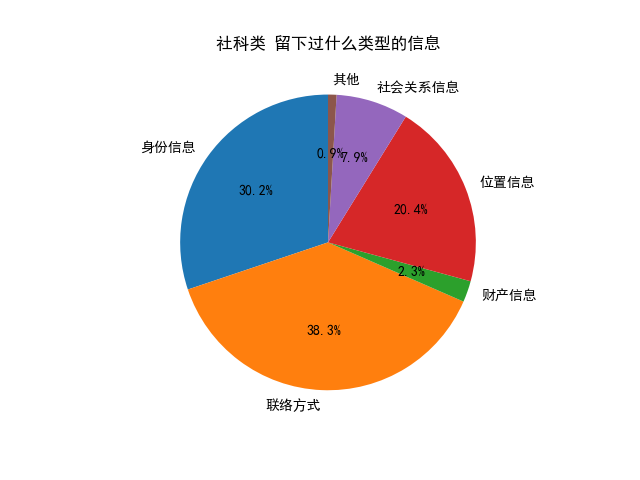 社科类 留下过什么类型的信息
其他
社会关系信息
身份信息
0.9%
7.9%
位置信息
30.2%
20.4%
2.3%
财产信息
38.3%
联络方式